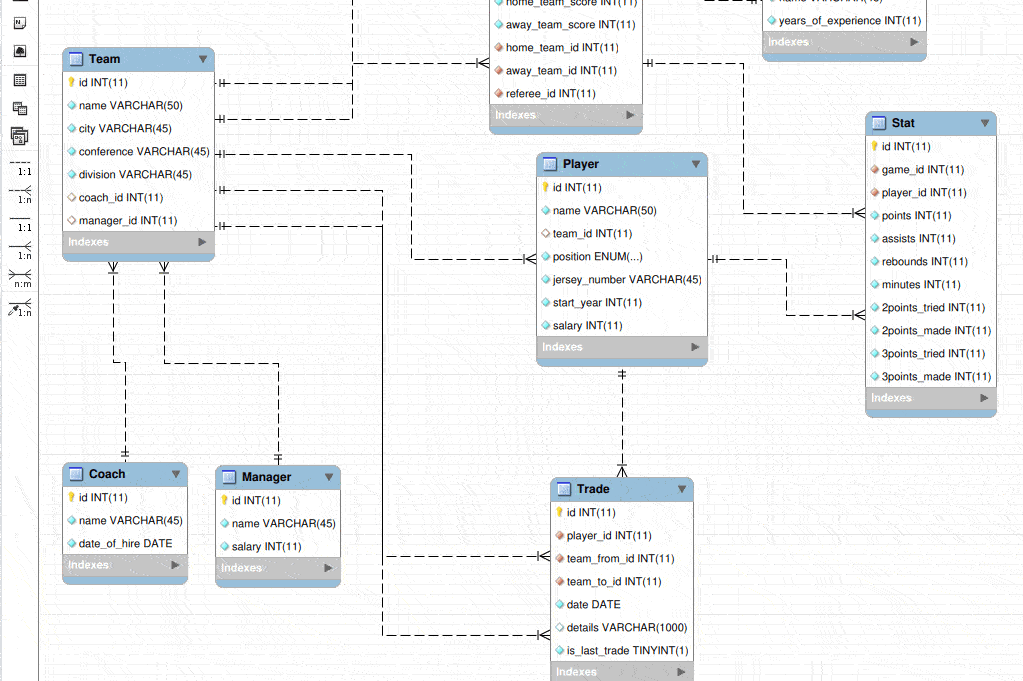 home_team_score INT(11)
away_team_score INT(11)
home_team_id INT(11)
away_team_id INT(11)
referee_id INT(11)
Indexes
years_of_experience INT(11)
Indexes
Team
id INT(11)
name VARCHAR(50)
city VARCHAR(45)
conference VARCHAR(45)
division VARCHAR(45)
coach_id INT(11)
manager_id INT(11)
Indexes
Player
id INT(11)
name VARCHAR(50)
team_id INT(11)
position ENUM(...)
jersey_number VARCHAR(45)
start_year INT(11)
salary INT(11)
Indexes
Stat
id INT(11)
game_id INT(11)
player_id INT(11)
points INT(11)
assists INT(11)
rebounds INT(11)
minutes INT(11)
2points_tried INT(11)
2points_made INT(11)
3points_tried INT(11)
3points_made INT(11)
Indexes
1:1
1:n
1:1
1:n
n:m
1:n
Coach
id INT(11)
name VARCHAR(45)
date_of_hire DATE
Indexes
Manager
id INT(11)
name VARCHAR(45)
salary INT(11)
Indexes
Trade
id INT(11)
player_id INT(11)
team_from_id INT(11)
team_to_id INT(11)
date DATE
details VARCHAR(1000)
is_last_trade TINYINT(1)
Indexes